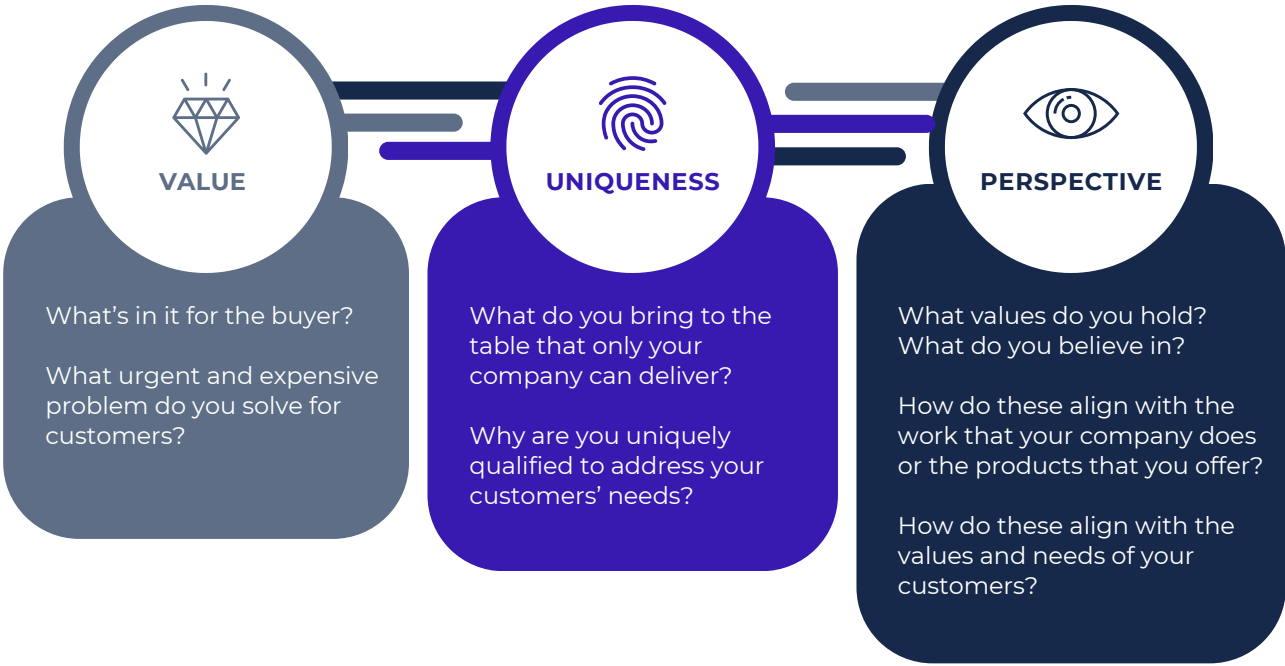 VALUE
What’s in it for the buyer?
What urgent and expensive
problem do you solve for
customers?
UNIQUENESS
What do you bring to the
table that only your
company can deliver?
Why are you uniquely
qualified to address your
customers’ needs?
PERSPECTIVE
What values do you hold?
What do you believe in?
How do these align with the
work that your company does
or the products that you offer?
How do these align with the
values and needs of your
customers?